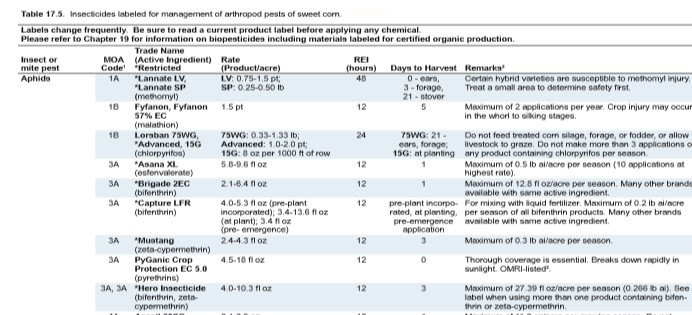 Table 17.5. Insecticides labeled for management of arthropod pests of sweet corn.
Labels change frequently. Be sure to read a current product label before applying any chemical.
Please refer to Chapter 19 for information on biopesticides including materials labeled for certified organic production.
Insect or mite pest MOA Code¹ Trade Name (Active Ingredient) *Restricted Rate (Product/acre) REI (hours) Days to Harvest Remarks²
Aphids 1A *Lannate LV, *Lannate SP (methomyl) LV: 0.75-1.5 pt; SP: 0.25-0.50 lb 48 0 - ears, 3 - forage, 21 - stover Certain hybrid varieties are susceptible to methomyl injury. Treat a small area to determine safety first.
1B Fyfanon, Fyfanon 57% EC (malathion) 1.5 pt 12 5 Maximum of 2 applications per year. Crop injury may occur in the whorl to silking stages.
1B Lorsban 75WG, *Advanced, 15G (chlorpyrifos) 75WG: 0.33-1.33 lb; Advanced: 1.0-2.0 pt; 15G: 8 oz per 1000 ft of row 24 75WG: 21 - ears, forage; 15G: at planting Do not feed treated corn silage, forage, or fodder, or allow livestock to graze. Do not make more than 3 applications o any product containing chlorpyrifos per season.
3A *Asana XL (esfenvalerate) 5.8-9.6 fl oz 12 1 Maximum of 0.5 lb ai/acre per season (10 applications at highest rate).
3A *Brigade 2EC (bifenthrin) 2.1-6.4 fl oz 12 1 Maximum of 12.8 fl oz/acre per season. Many other brands available with same active ingredient.
3A *Capture LFR (bifenthrin) 4.0-5.3 fl oz (pre-plant incorporated); 3.4-13.6 fl oz (at plant); 3.4 fl oz (pre- emergence) 12 pre-plant incorpo- rated, at planting, pre-emergence application For mixing with liquid fertilizer. Maximum of 0.2 lb ai/acre per season of all bifenthrin products. Many other brands available with same active ingredient.
3A *Mustang (zeta-cypermethrin) 2.4-4.3 fl oz 12 3 Maximum of 0.3 lb ai/acre per season.
3A PyGanic Crop Protection EC 5.0 (pyrethrins) 4.5-18 fl oz 12 0 Thorough coverage is essential. Breaks down rapidly in sunlight. OMRI-listed³.
3A, 3A *Hero Insecticide (bifenthrin, zeta- cypermethrin) 4.0-10.3 fl oz 12 3 Maximum of 27.39 fl oz/acre per season (0.266 lb ai). See label when using more than one product containing bifen- thrin or zeta-cypermethrin.